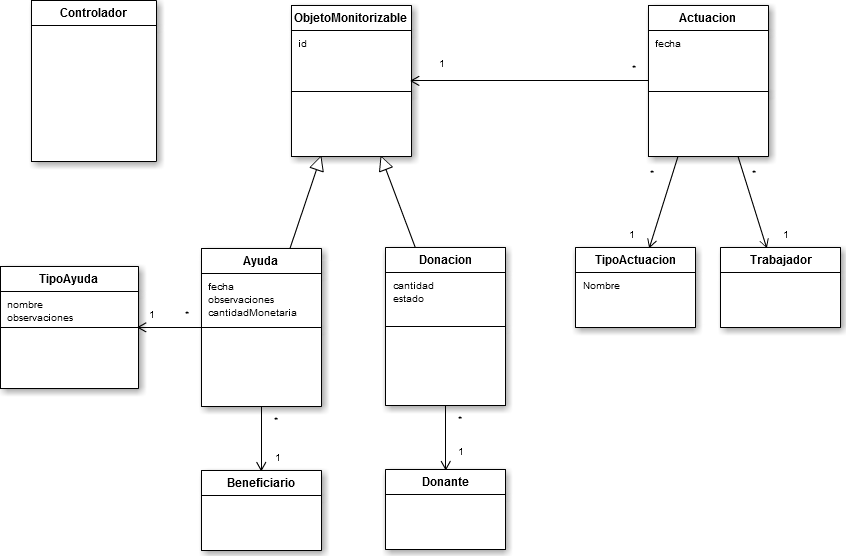 Controlador
ObjetoMonitorizable
id
Actuacion
fecha
1
*
*
*
1
1
TipoActuacion
Nombre
Trabajador
TipoAyuda
nombre
observaciones
1
*
Ayuda
fecha
observaciones
cantidadMonetaria
Donacion
cantidad
estado
*
1
*
1
Beneficiario
Donante